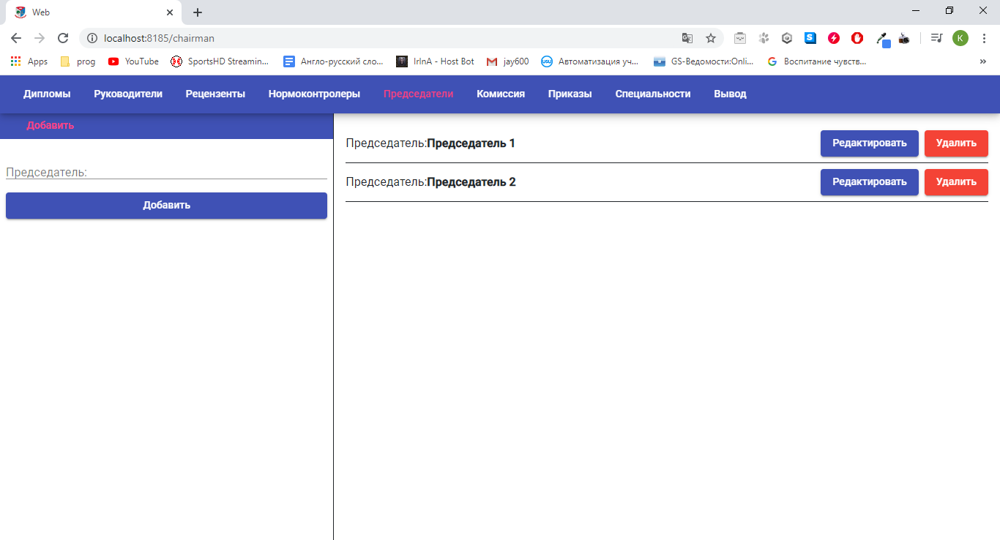 Web
localhost:8185/chairman
K
Apps prog YouTube SportsHD Streamin... Англо-русский сло... IrInA - Host Bot jay600 Автоматизация уч... GS-Ведомости:Onli... Воспитание чувств... »
Дипломы Руководители Рецензенты Нормоконтролеры Председатели Комиссия Приказы Специальности Вывод
Добавить
Председатель:Председатель 1 Редактировать Удалить
Председатель:
Председатель:Председатель 2 Редактировать Удалить
Добавить